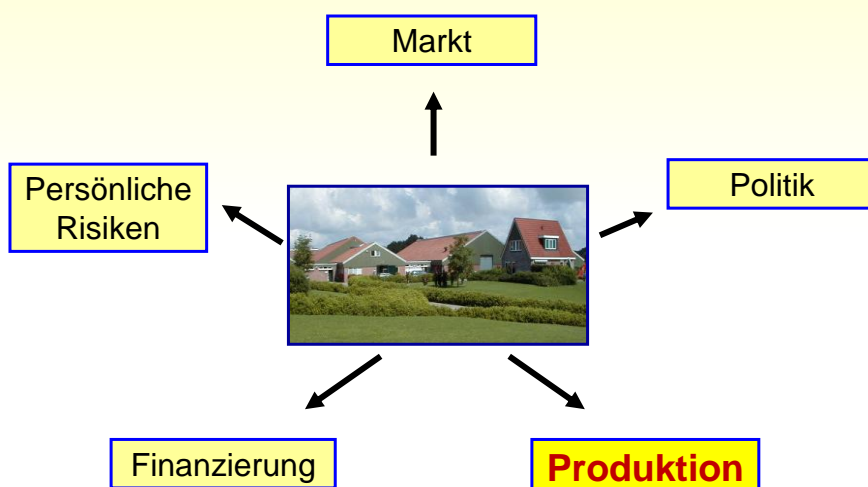 Markt
Persönliche
Risiken
Politik
Finanzierung
Produktion